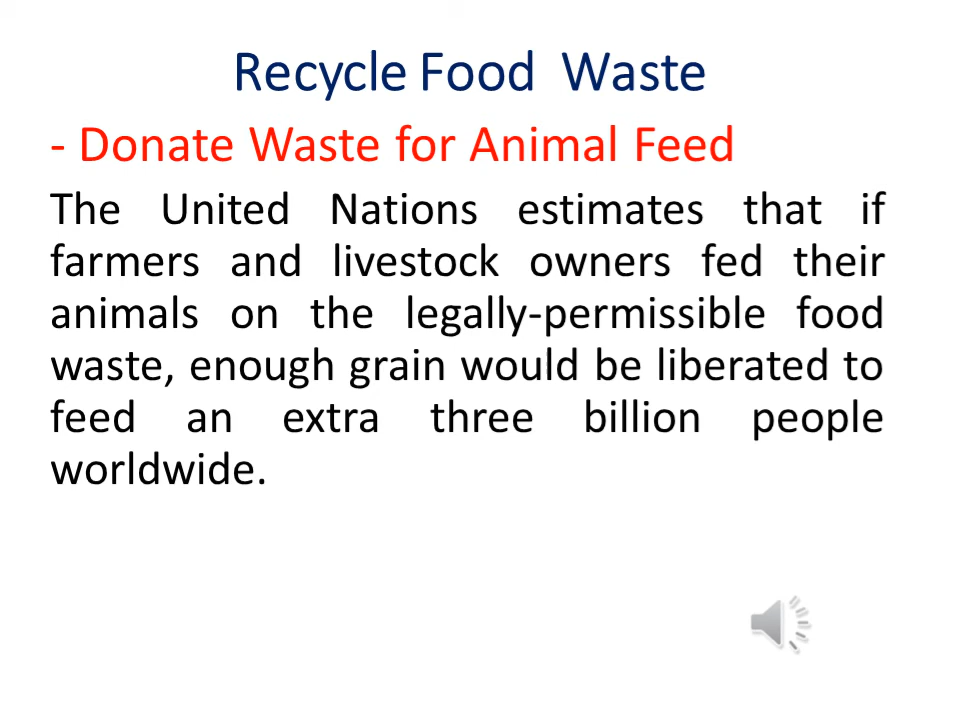 Recycle Food Waste
- Donate Waste for Animal Feed
The United Nations estimates that if
farmers and livestock owners fed their
animals on the legally-permissible food
waste, enough grain would be liberated to
feed an extra three billion people
worldwide.